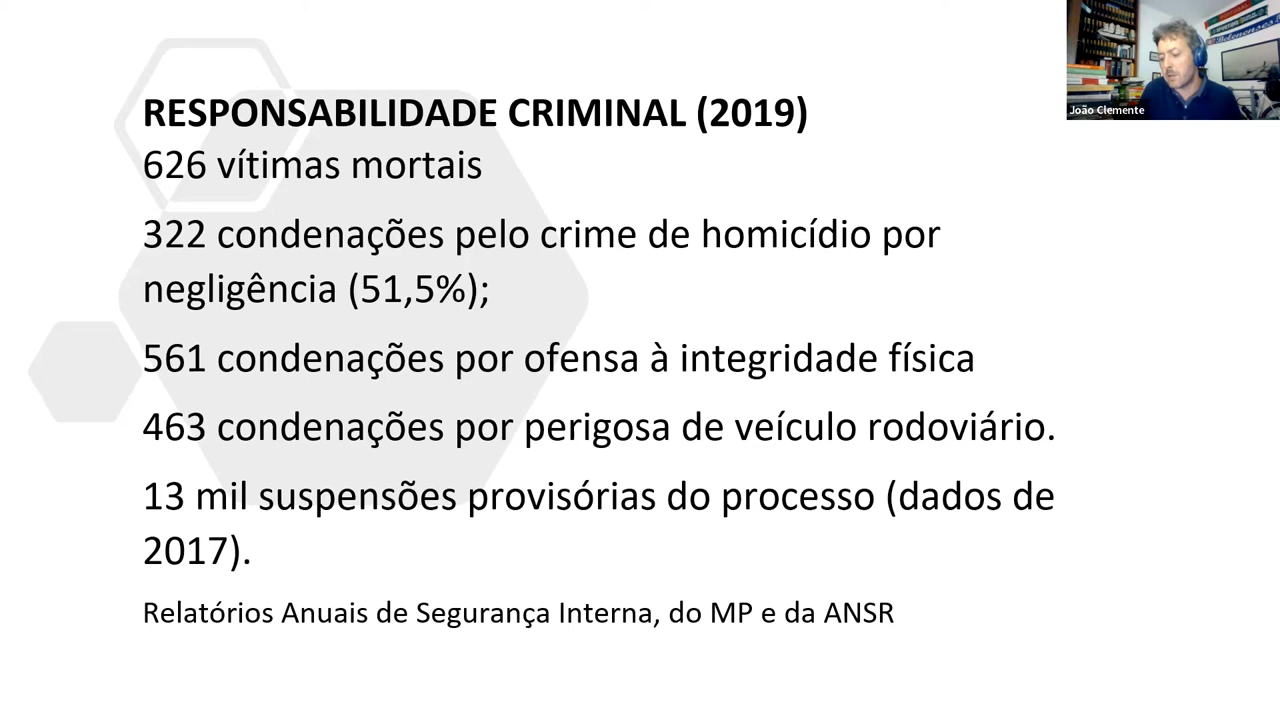 RESPONSABILIDADE CRIMINAL (2019)
626 vítimas mortais
322 condenações pelo crime de homicídio por
negligência (51,5%);
561 condenações por ofensa à integridade física
463 condenações por perigosa de veículo rodoviário.
13 mil suspensões provisórias do processo (dados de
2017).
Relatórios Anuais de Segurança Interna, do MP e da ANSR
João Clemente